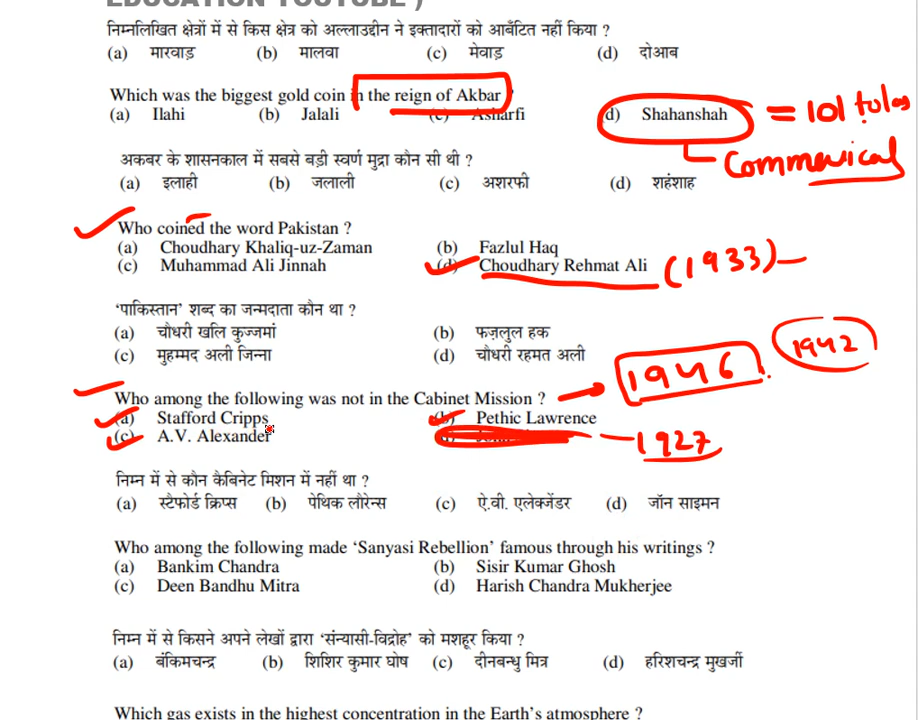 EDUCATION YOUTUBE )
निम्नलिखित क्षेत्रों में से किस क्षेत्र को अल्लाउद्दीन ने इक्तादारों को आबँटित नहीं किया ?
(a) मारवाड़ (b) मालवा (c) मेवाड़ (d) दोआब
Which was the biggest gold coin in the reign of Akbar ?
(a) Ilahi (b) Jalali (c) Asharfi (d) Shahanshah = 101 tolas
Commerical
अकबर के शासनकाल में सबसे बड़ी स्वर्ण मुद्रा कौन सी थी ?
(a) इलाही (b) जलाली (c) अशरफी (d) शहंशाह
Who coined the word Pakistan ?
(a) Choudhary Khaliq-uz-Zaman (b) Fazlul Haq
(c) Muhammad Ali Jinnah (d) Choudhary Rehmat Ali (1933)
'पाकिस्तान' शब्द का जन्मदाता कौन था ?
(a) चौधरी खलि कुज्जमां (b) फज़लुल हक
(c) मुहम्मद अली जिन्ना (d) चौधरी रहमत अली
1946 1942
Who among the following was not in the Cabinet Mission ?
(a) Stafford Cripps (b) Pethic Lawrence
(c) A.V. Alexander 1927
निम्न में से कौन कैबिनेट मिशन में नहीं था ?
(a) स्टैफोर्ड क्रिप्स (b) पेथिक लौरेन्स (c) ऐ.वी. एलेक्जेंडर (d) जॉन साइमन
Who among the following made 'Sanyasi Rebellion' famous through his writings ?
(a) Bankim Chandra (b) Sisir Kumar Ghosh
(c) Deen Bandhu Mitra (d) Harish Chandra Mukherjee
निम्न में से किसने अपने लेखों द्वारा 'संन्यासी-विद्रोह' को मशहूर किया ?
(a) बंकिमचन्द्र (b) शिशिर कुमार घोष (c) दीनबन्धु मित्र (d) हरिशचन्द्र मुखर्जी
Which gas exists in the highest concentration in the Earth's atmosphere ?